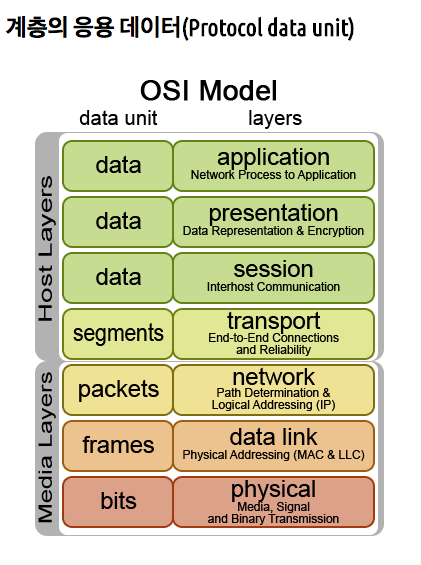 계층의 응용 데이터(Protocol data unit)
OSI Model
data unit layers
Host Layers
data application
Network Process to Application
data presentation
Data Representation & Encryption
data session
Interhost Communication
segments transport
End-to-End Connections
and Reliability
Media Layers
packets network
Path Determination &
Logical Addressing (IP)
frames data link
Physical Addressing (MAC & LLC)
bits physical
Media, Signal
and Binary Transmission